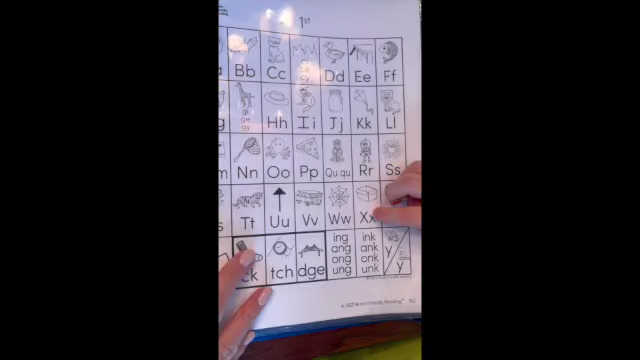 1st
Bb Cc Dd Ee Ff
gi
ge
gy
Hh Ii Jj Kk Ll
Nn Oo Pp Qu qu Rr Ss
Tt Uu Vv Ww Xx
ck tch dge
ing
ang
ong
ung
ink
ank
onk
unk
y
y